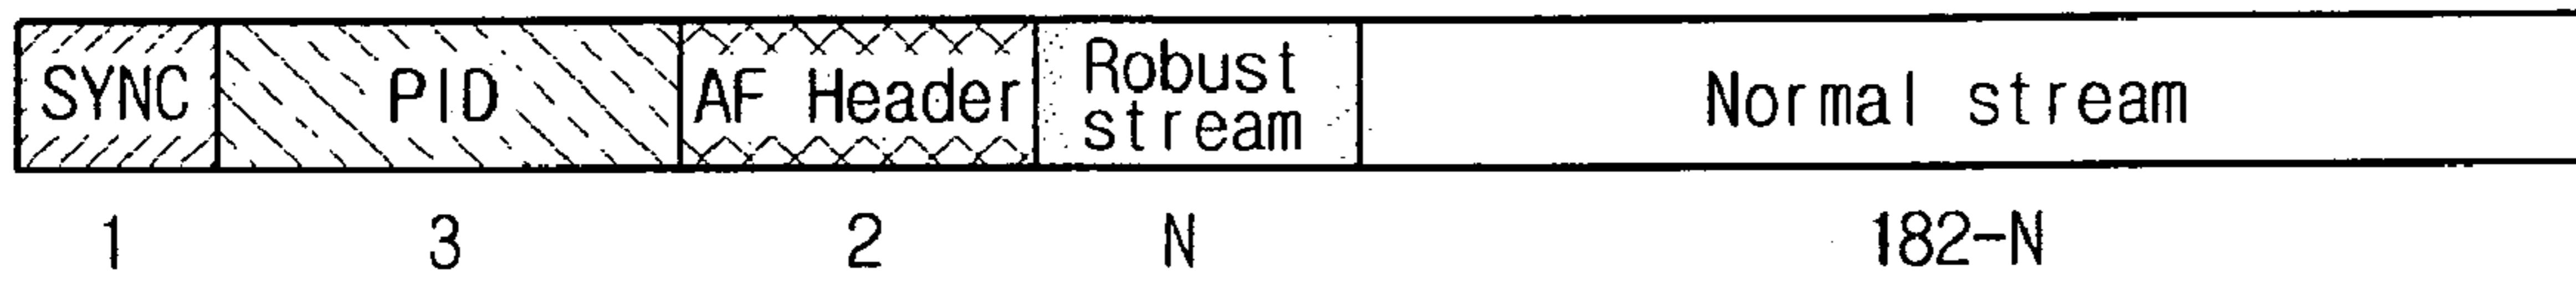 SYNC PID AF Header Robust stream Normal stream
1 3 2 N 182-N